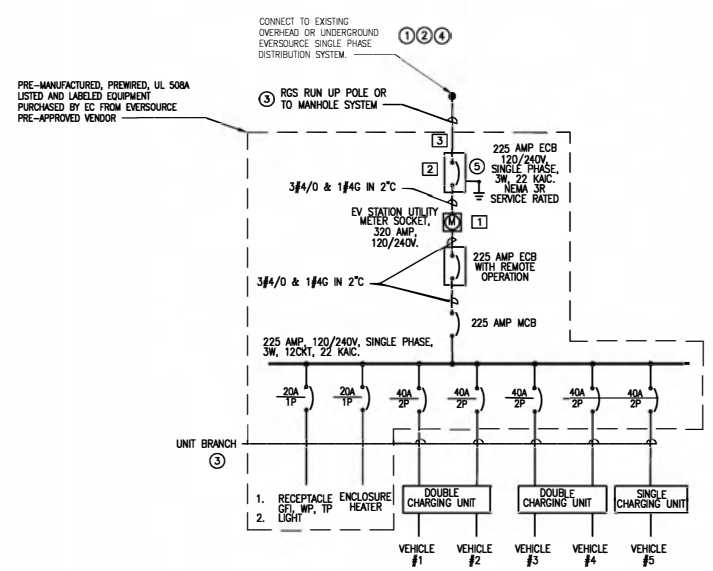 CONNECT TO EXISTING
OVERHEAD OR UNDERGROUND
EVERSOURCE SINGLE PHASE
DISTRIBUTION SYSTEM.
1 2 4
PRE-MANUFACTURED, PREWIRED, UL 508A
LISTED AND LABELED EQUIPMENT
PURCHASED BY EC FROM EVERSOURCE
PRE-APPROVED VENDOR
3 RGS RUN UP POLE OR
TO MANHOLE SYSTEM
3
2
5
225 AMP ECB
120/240V,
SINGLE PHASE,
3W, 22 KAIC.
NEMA 3R
SERVICE RATED
3#4/0 & 1#4G IN 2"C
EV STATION UTILITY
METER SOCKET,
320 AMP,
120/240V.
M
1
225 AMP ECB
WITH REMOTE
OPERATION
3#4/0 & 1#4G IN 2"C
225 AMP MCB
225 AMP, 120/240V, SINGLE PHASE,
3W, 12CKT, 22 KAIC.
20A
1P
20A
1P
40A
2P
40A
2P
40A
2P
40A
2P
40A
2P
UNIT BRANCH
3
1. RECEPTACLE
GFI, WP, TP
2. LIGHT
ENCLOSURE
HEATER
DOUBLE
CHARGING UNIT
DOUBLE
CHARGING UNIT
SINGLE
CHARGING UNIT
VEHICLE
#1
VEHICLE
#2
VEHICLE
#3
VEHICLE
#4
VEHICLE
#5